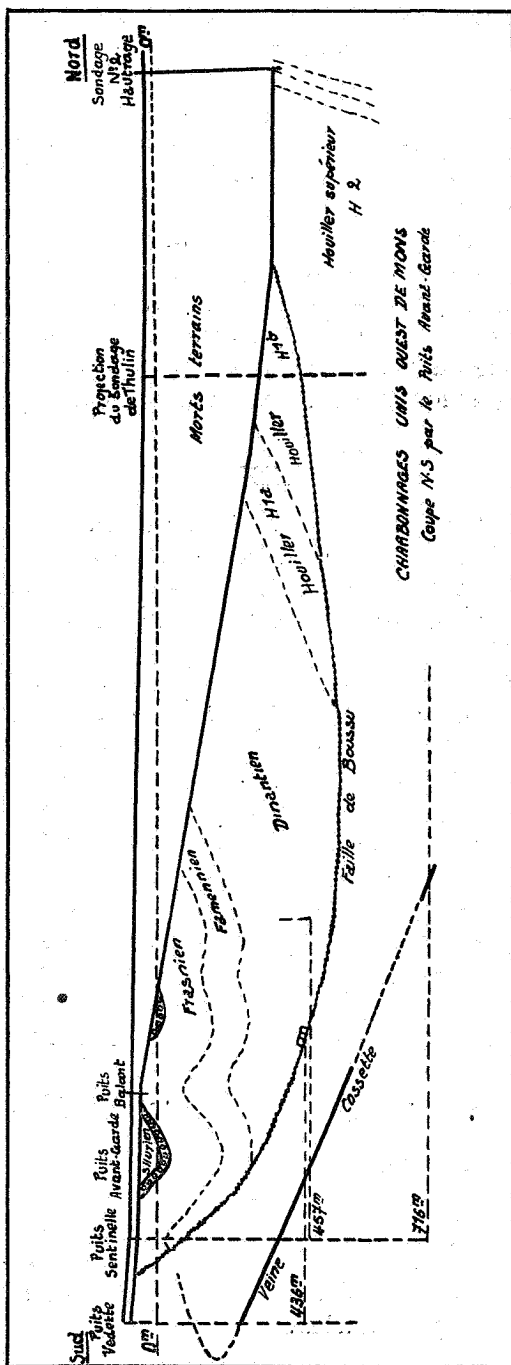 Sud
Nord
Puits
Vedette
Puits
Sentinelle
Puits
Avant-Garde
Puits
Balant
Projection
du Sondage
de Thulin
Sondage
N°2
Hautrage
0m
0m
Silurien
Frasnien
Famennien
Dinantien
Morts terrains
Houiller H1a
Houiller H1b
Houiller supérieur
H2
Faille de Boussu
Veine Cossette
436m
457m
716m
CHARBONNAGES UNIS OUEST DE MONS
Coupe N-S par le Puits Avant-Garde